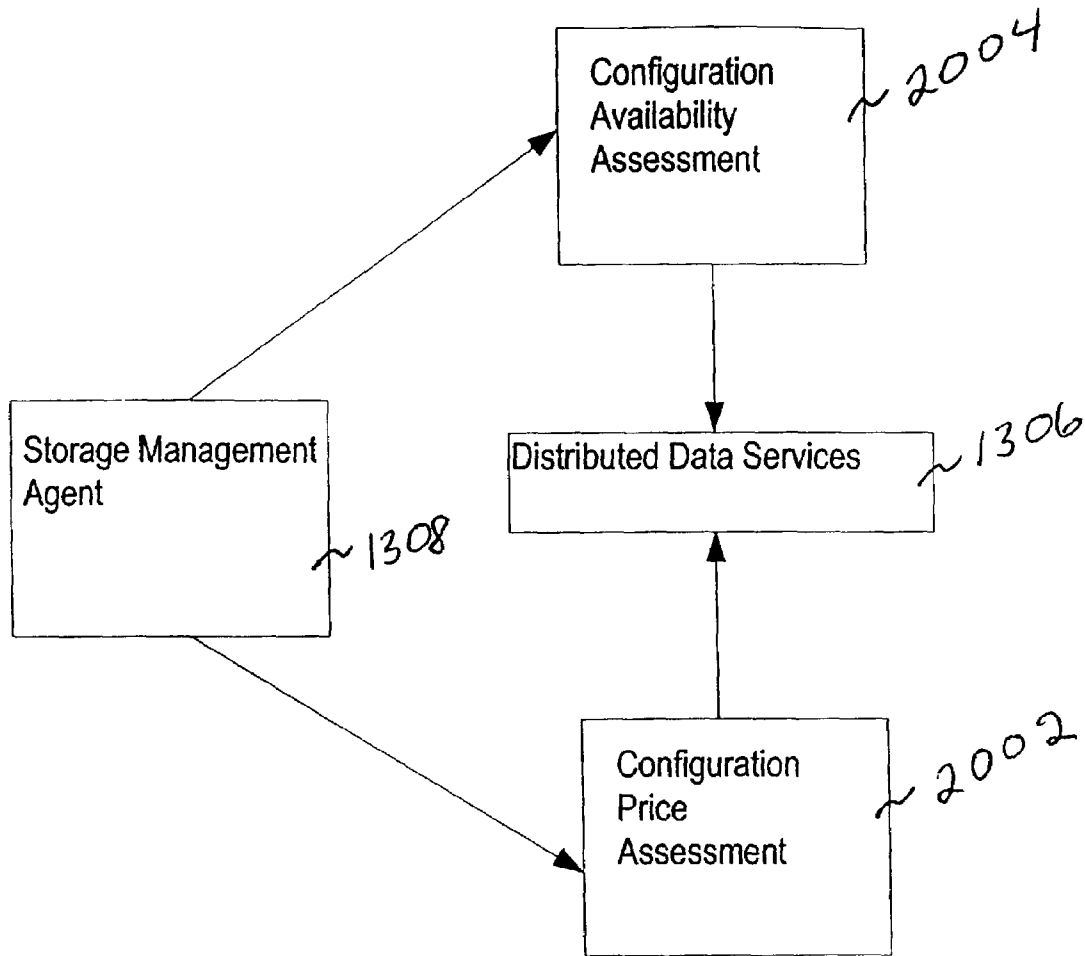 Configuration
Availability
Assessment
~ 2004
Storage Management
Agent
~ 1308
Distributed Data Services
~ 1306
Configuration
Price
Assessment
~ 2002